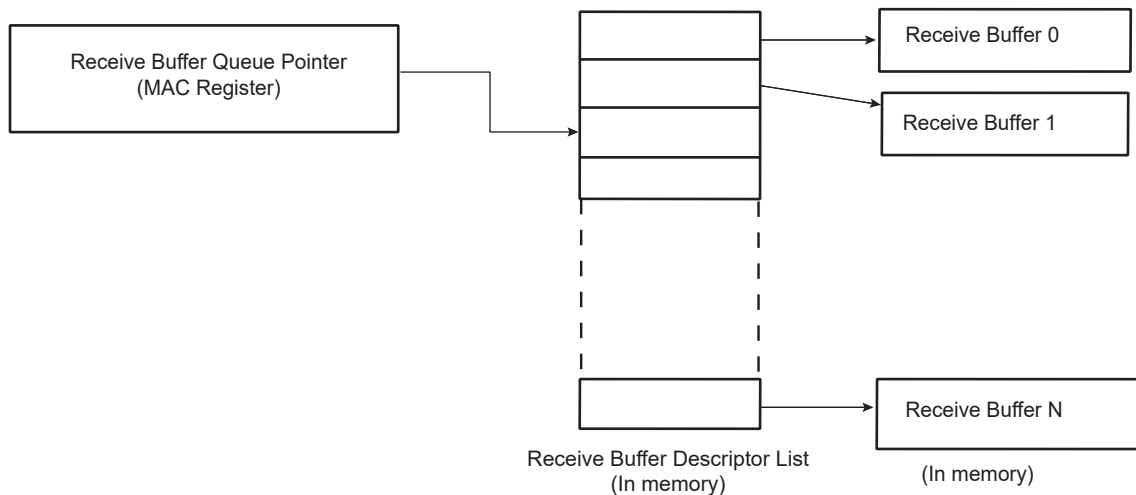 Receive Buffer Queue Pointer
(MAC Register)
Receive Buffer 0
Receive Buffer 1
Receive Buffer N
Receive Buffer Descriptor List
(In memory)
(In memory)